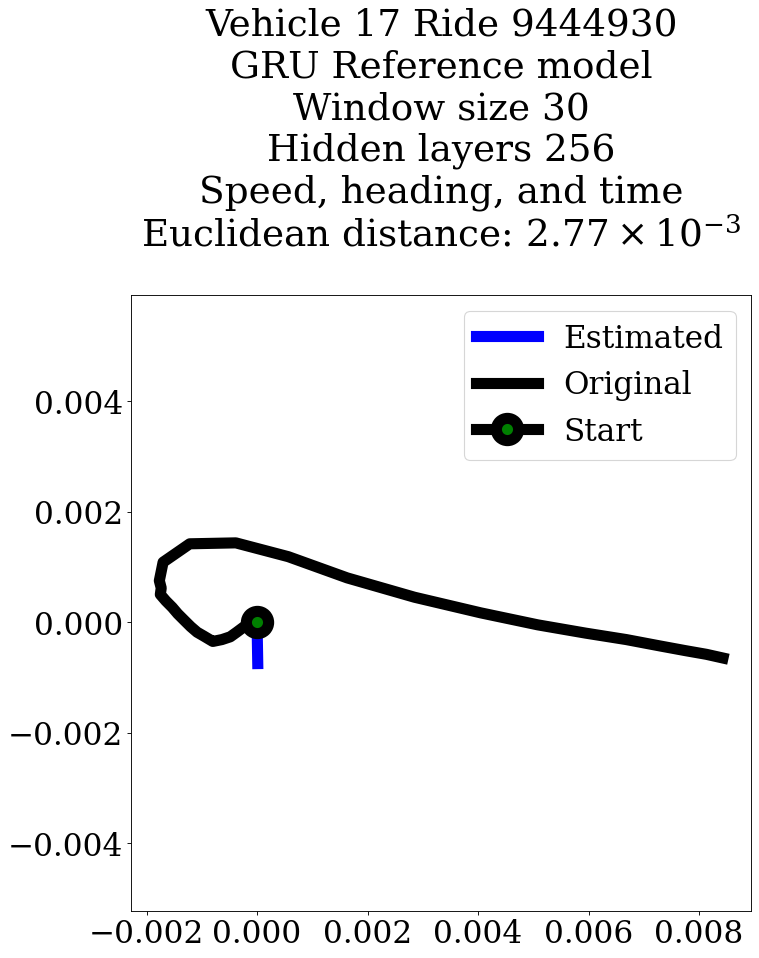 Vehicle 17 Ride 9444930
GRU Reference model
Window size 30
Hidden layers 256
Speed, heading, and time
Euclidean distance: 2.77 × 10⁻³
Estimated
Original
Start
0.004
0.002
0.000
−0.002
−0.004
−0.002 0.000 0.002 0.004 0.006 0.008